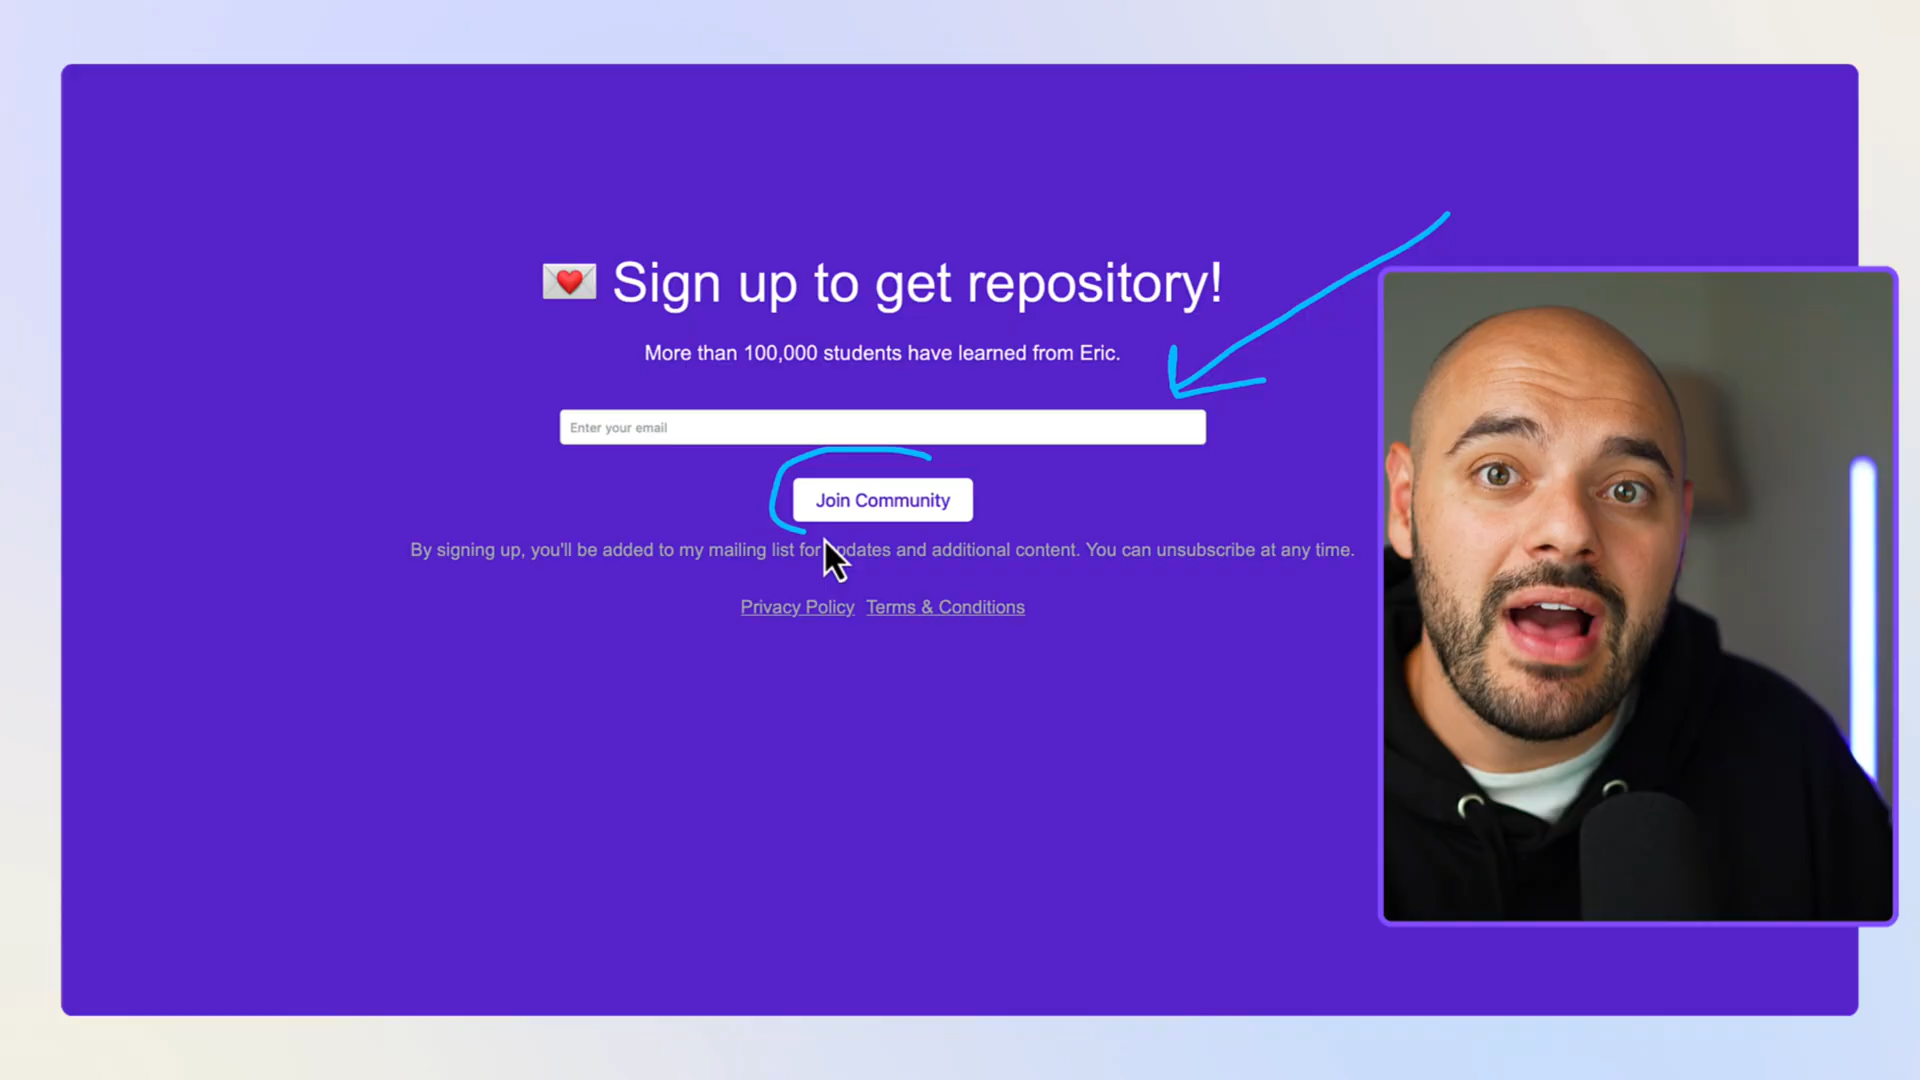 Sign up to get repository!
More than 100,000 students have learned from Eric.
Enter your email
Join Community
By signing up, you'll be added to my mailing list for updates and additional content. You can unsubscribe at any time.
Privacy Policy Terms & Conditions